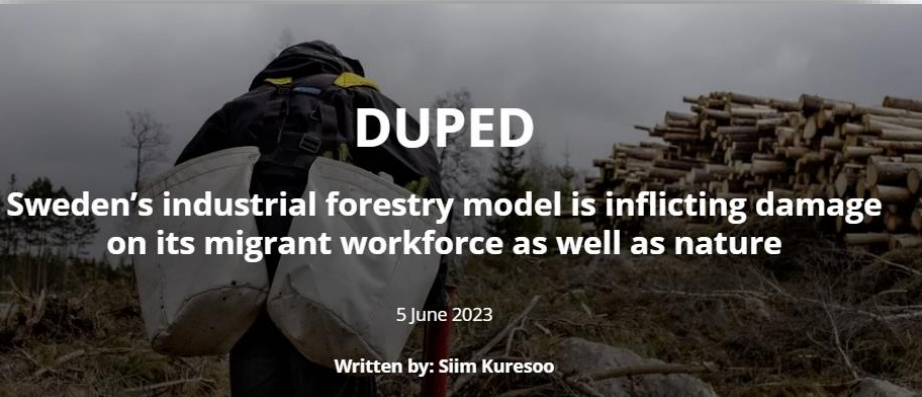 DUPED
Sweden’s industrial forestry model is inflicting damage
on its migrant workforce as well as nature
5 June 2023
Written by: Siim Kuresoo